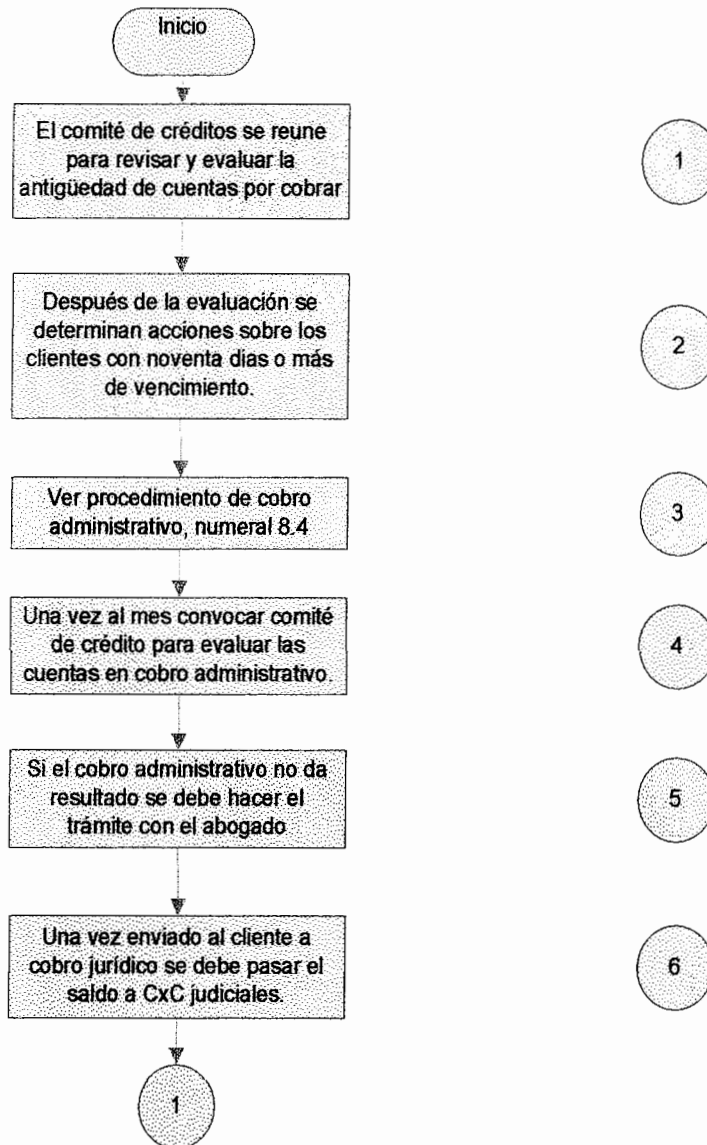 Inicio
El comité de créditos se reune
para revisar y evaluar la
antigüedad de cuentas por cobrar
1
Después de la evaluación se
determinan acciones sobre los
clientes con noventa dias o más
de vencimiento.
2
Ver procedimiento de cobro
administrativo, numeral 8.4
3
Una vez al mes convocar comité
de crédito para evaluar las
cuentas en cobro administrativo.
4
Si el cobro administrativo no da
resultado se debe hacer el
trámite con el abogado
5
Una vez enviado al cliente a
cobro jurídico se debe pasar el
saldo a CxC judiciales.
6
1